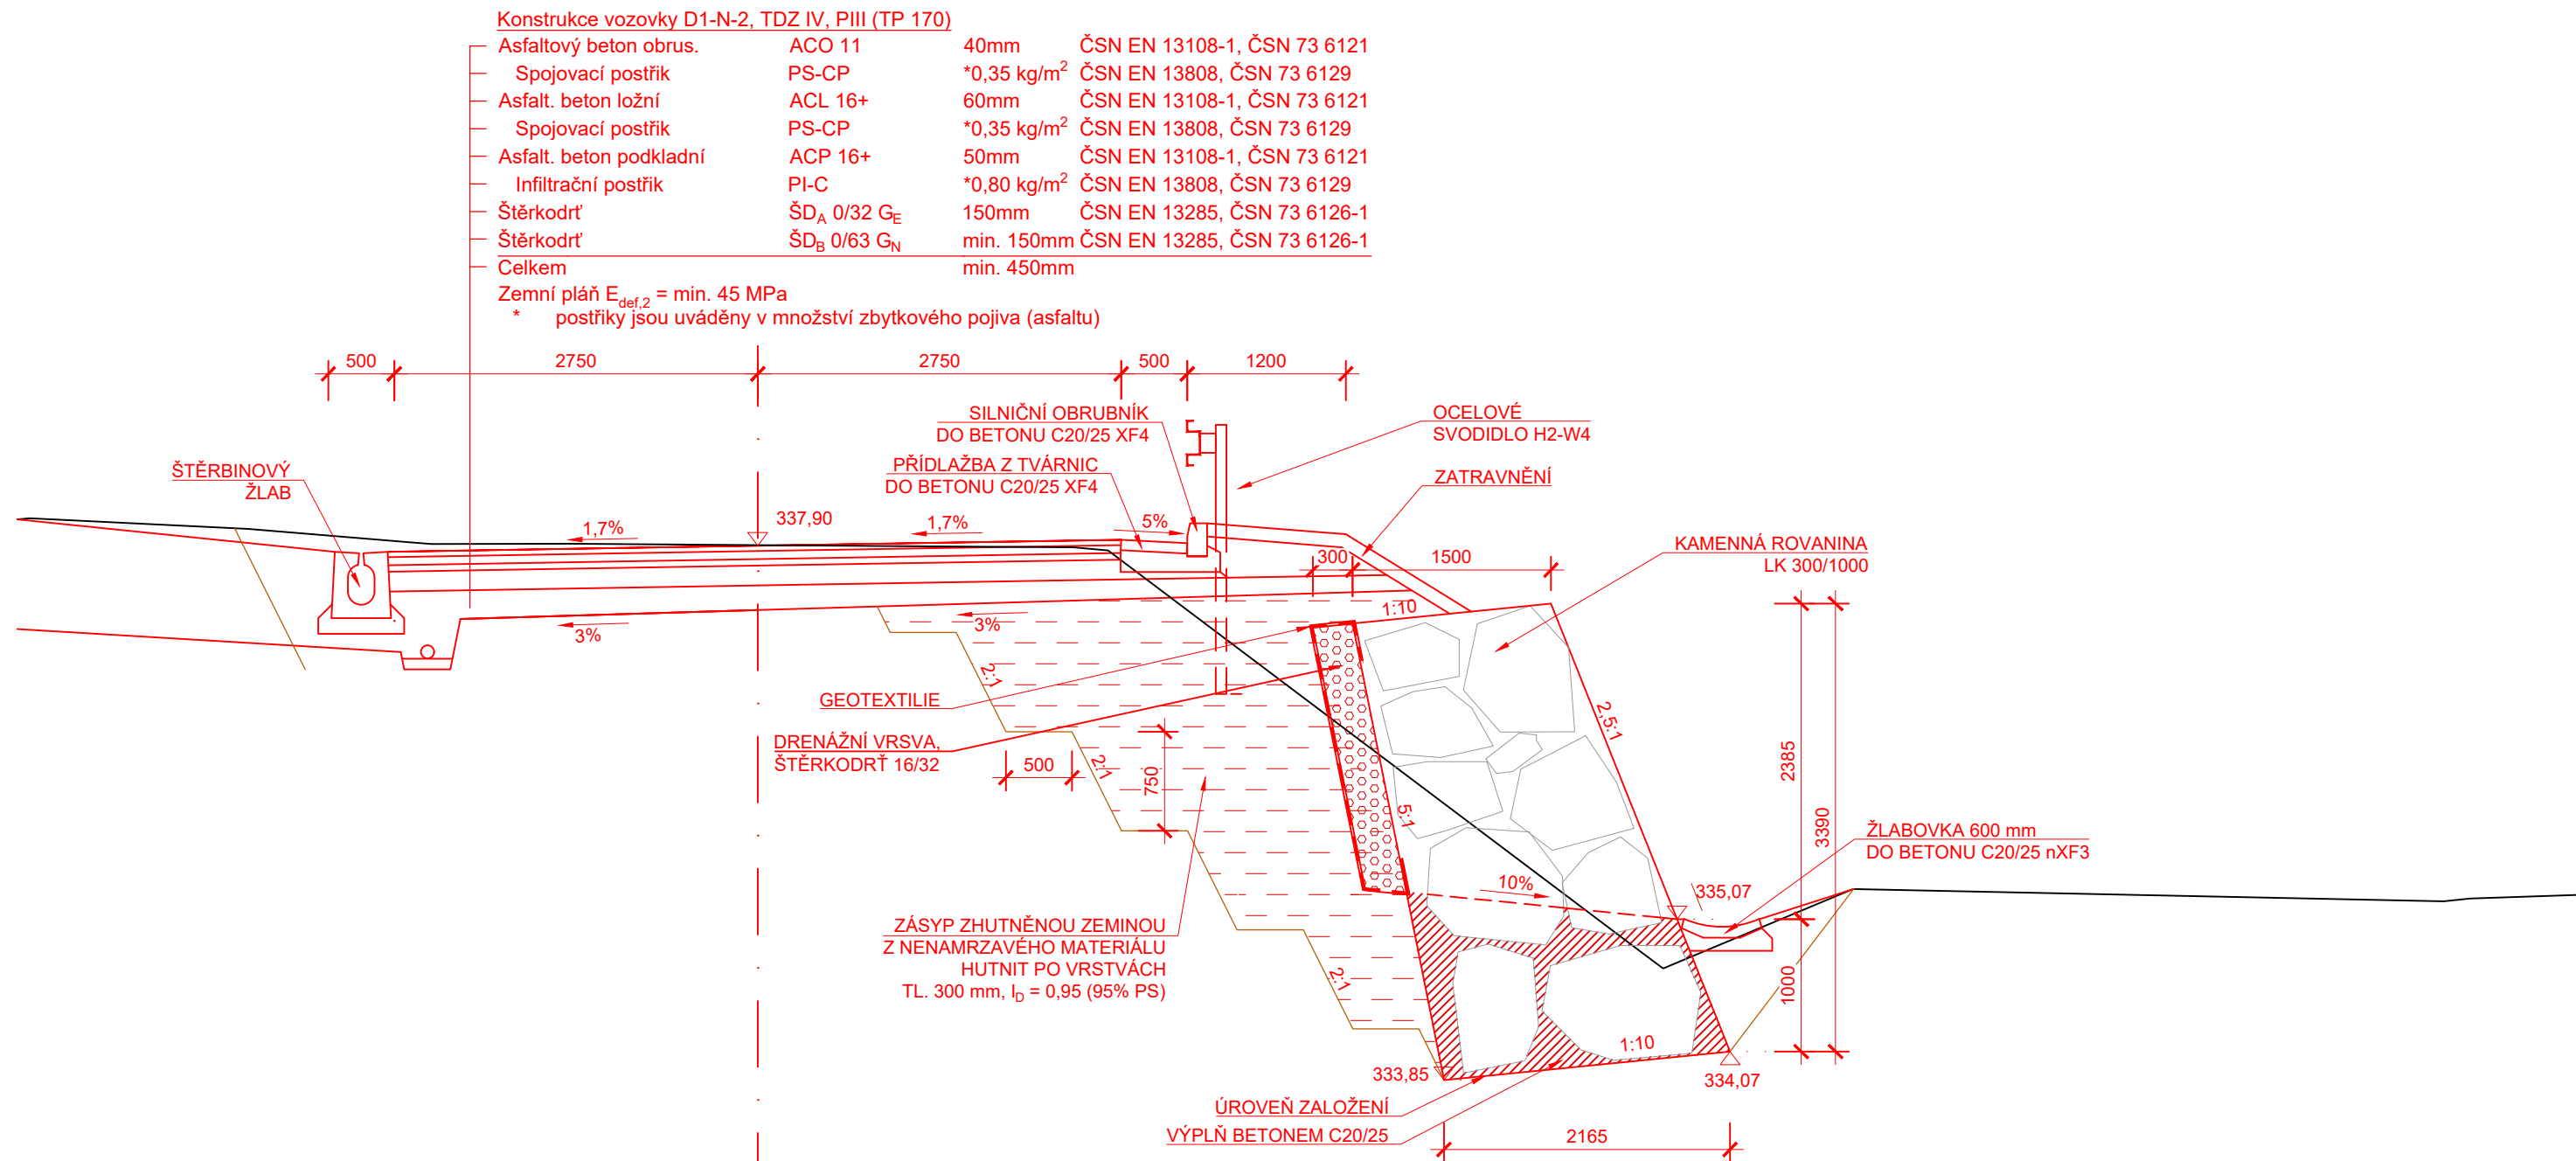 Konstrukce vozovky D1-N-2, TDZ IV, PIII (TP 170)
Asfaltový beton obrus. ACO 11 40mm ČSN EN 13108-1, ČSN 73 6121
Spojovací postřik PS-CP *0,35 kg/m² ČSN EN 13808, ČSN 73 6129
Asfalt. beton ložní ACL 16+ 60mm ČSN EN 13108-1, ČSN 73 6121
Spojovací postřik PS-CP *0,35 kg/m² ČSN EN 13808, ČSN 73 6129
Asfalt. beton podkladní ACP 16+ 50mm ČSN EN 13108-1, ČSN 73 6121
Infiltrační postřik PI-C *0,80 kg/m² ČSN EN 13808, ČSN 73 6129
Štěrkodrť ŠDA 0/32 GE 150mm ČSN EN 13285, ČSN 73 6126-1
Štěrkodrť ŠDB 0/63 GN min. 150mm ČSN EN 13285, ČSN 73 6126-1
Celkem min. 450mm
Zemní pláň Edef,2 = min. 45 MPa
* postřiky jsou uváděny v množství zbytkového pojiva (asfaltu)
500 2750 2750 500 1200
SILNIČNÍ OBRUBNÍK
DO BETONU C20/25 XF4
OCELOVÉ
SVODIDLO H2-W4
PŘÍDLAŽBA Z TVÁRNIC
DO BETONU C20/25 XF4
ZATRAVNĚNÍ
ŠTĚRBINOVÝ
ŽLAB
1,7%
337,90
1,7%
5%
KAMENNÁ ROVANINA
LK 300/1000
300
1500
1:10
3%
3%
2:1
GEOTEXTILIE
2,5:1
DRENÁŽNÍ VRSVA,
ŠTĚRKODRŤ 16/32
500
2:1
750
5:1
2385
3390
ŽLABOVKA 600 mm
DO BETONU C20/25 nXF3
10%
335,07
ZÁSYP ZHUTNĚNOU ZEMINOU
Z NENAMRZAVÉHO MATERIÁLU
HUTNIT PO VRSTVÁCH
TL. 300 mm, ID = 0,95 (95% PS)
2:1
1000
1:10
333,85
334,07
ÚROVEŇ ZALOŽENÍ
VÝPLŇ BETONEM C20/25
2165